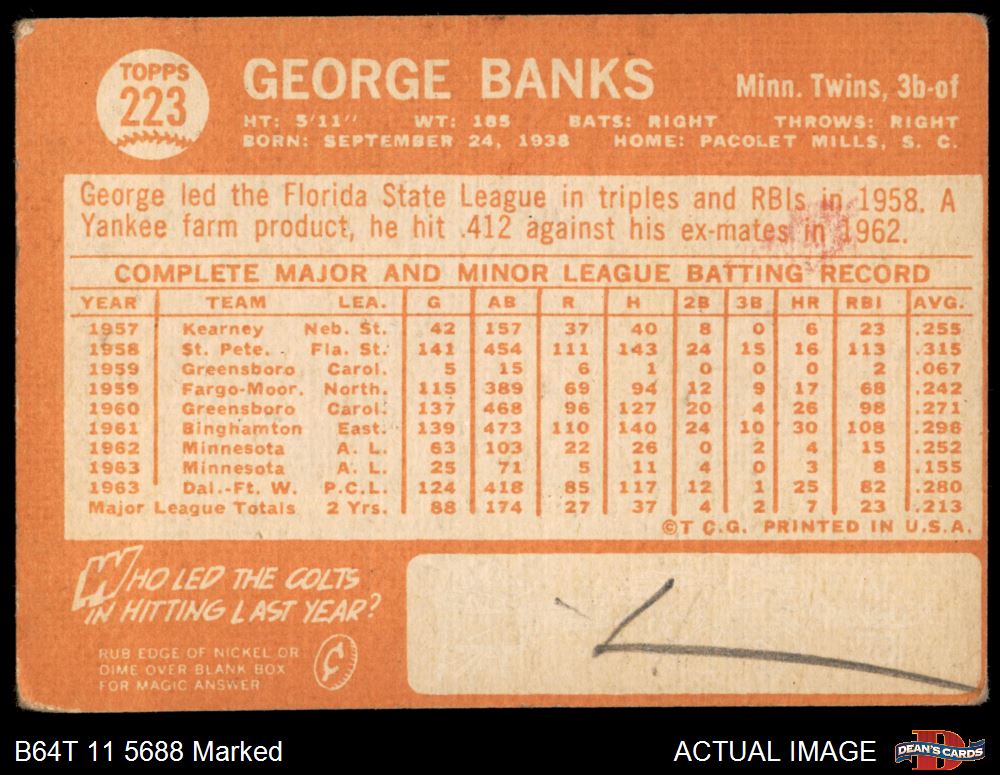 TOPPS
223
GEORGE BANKS
Minn. Twins, 3b-of
HT: 5'11" WT: 185 BATS: RIGHT THROWS: RIGHT
BORN: SEPTEMBER 24, 1938 HOME: PACOLET MILLS, S. C.
George led the Florida State League in triples and RBIs in 1958. A
Yankee farm product, he hit .412 against his ex-mates in 1962.
COMPLETE MAJOR AND MINOR LEAGUE BATTING RECORD
YEAR TEAM LEA. G AB R H 2B 3B HR RBI AVG.
1957 Kearney Neb. St. 42 157 37 40 8 0 6 23 .255
1958 St. Pete. Fla. St. 141 454 111 143 24 15 16 113 .315
1959 Greensboro Carol. 5 15 6 1 0 0 0 2 .067
1959 Fargo-Moor. North. 115 389 69 94 12 9 17 68 .242
1960 Greensboro Carol. 137 468 96 127 20 4 26 98 .271
1961 Binghamton East. 139 473 110 140 24 10 30 108 .296
1962 Minnesota A. L. 63 103 22 26 0 2 4 15 .252
1963 Minnesota A. L. 25 71 5 11 4 0 3 8 .155
1963 Dal.-Ft. W. P.C.L. 124 418 85 117 12 1 25 82 .280
Major League Totals 2 Yrs. 88 174 27 37 4 2 7 23 .213
©T.C.G. PRINTED IN U.S.A.
WHO LED THE COLTS
IN HITTING LAST YEAR?
RUB EDGE OF NICKEL OR
DIME OVER BLANK BOX
FOR MAGIC ANSWER
B64T 11 5688 Marked
ACTUAL IMAGE
DEAN'S CARDS